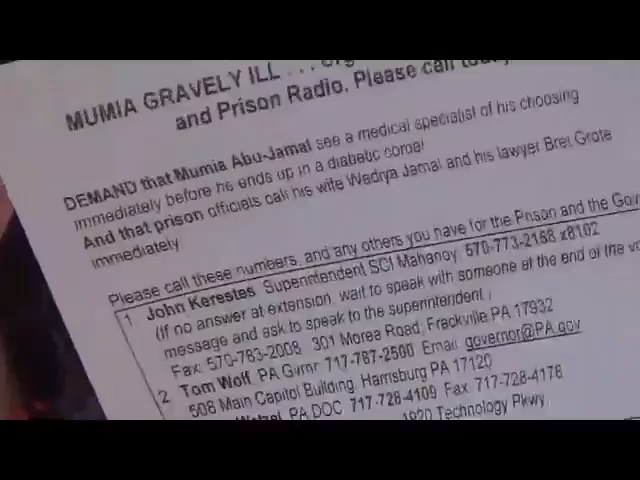 MUMIA GRAVELY ILL . . .
and Prison Radio. Please call
DEMAND that Mumia Abu-Jamal see a medical specialist of his choosing
immediately before he ends up in a diabetic coma!
And that prison officials call his wife Wadiya Jamal and his lawyer Bret Grote
immediately
Please call these numbers, and any others you have for the Prison and the Gov
1 John Kerestes, Superintendent SCI Mahanoy: 570-773-2158 x8102
(If no answer at extension, wait to speak with someone at the end of the
message and ask to speak to the superintendent.)
Fax: 570-783-2008 301 Morea Road, Frackville PA 17932
2 Tom Wolf, PA Gvrnr 717-787-2500 Email governor@PA.gov
508 Main Capitol Building, Harrisburg PA 17120
PA DOC 717-728-4109 Fax 717-728-4178
1920 Technology Pkwy